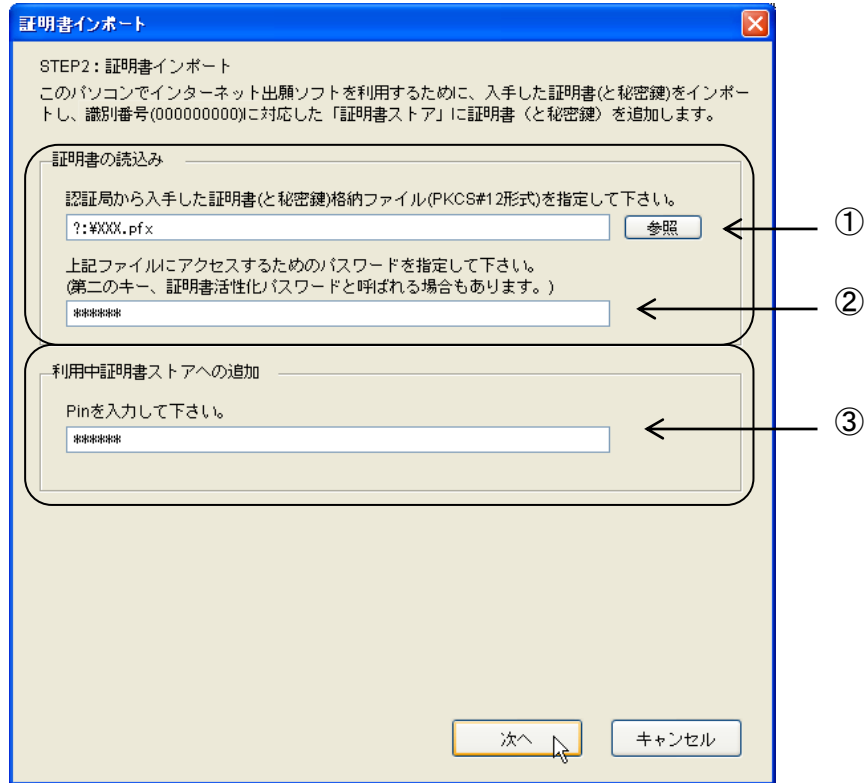 証明書インポート
STEP2：証明書インポート
このパソコンでインターネット出願ソフトを利用するために、入手した証明書(と秘密鍵)をインポー
トし、識別番号(000000000)に対応した「証明書ストア」に証明書（と秘密鍵）を追加します。
証明書の読込み
認証局から入手した証明書(と秘密鍵)格納ファイル(PKCS#12形式)を指定して下さい。
?:¥XXX.pfx
参照
①
上記ファイルにアクセスするためのパスワードを指定して下さい。
(第二のキー、証明書活性化パスワードと呼ばれる場合もあります。)
******
②
利用中証明書ストアへの追加
Pinを入力して下さい。
******
③
次へ
キャンセル